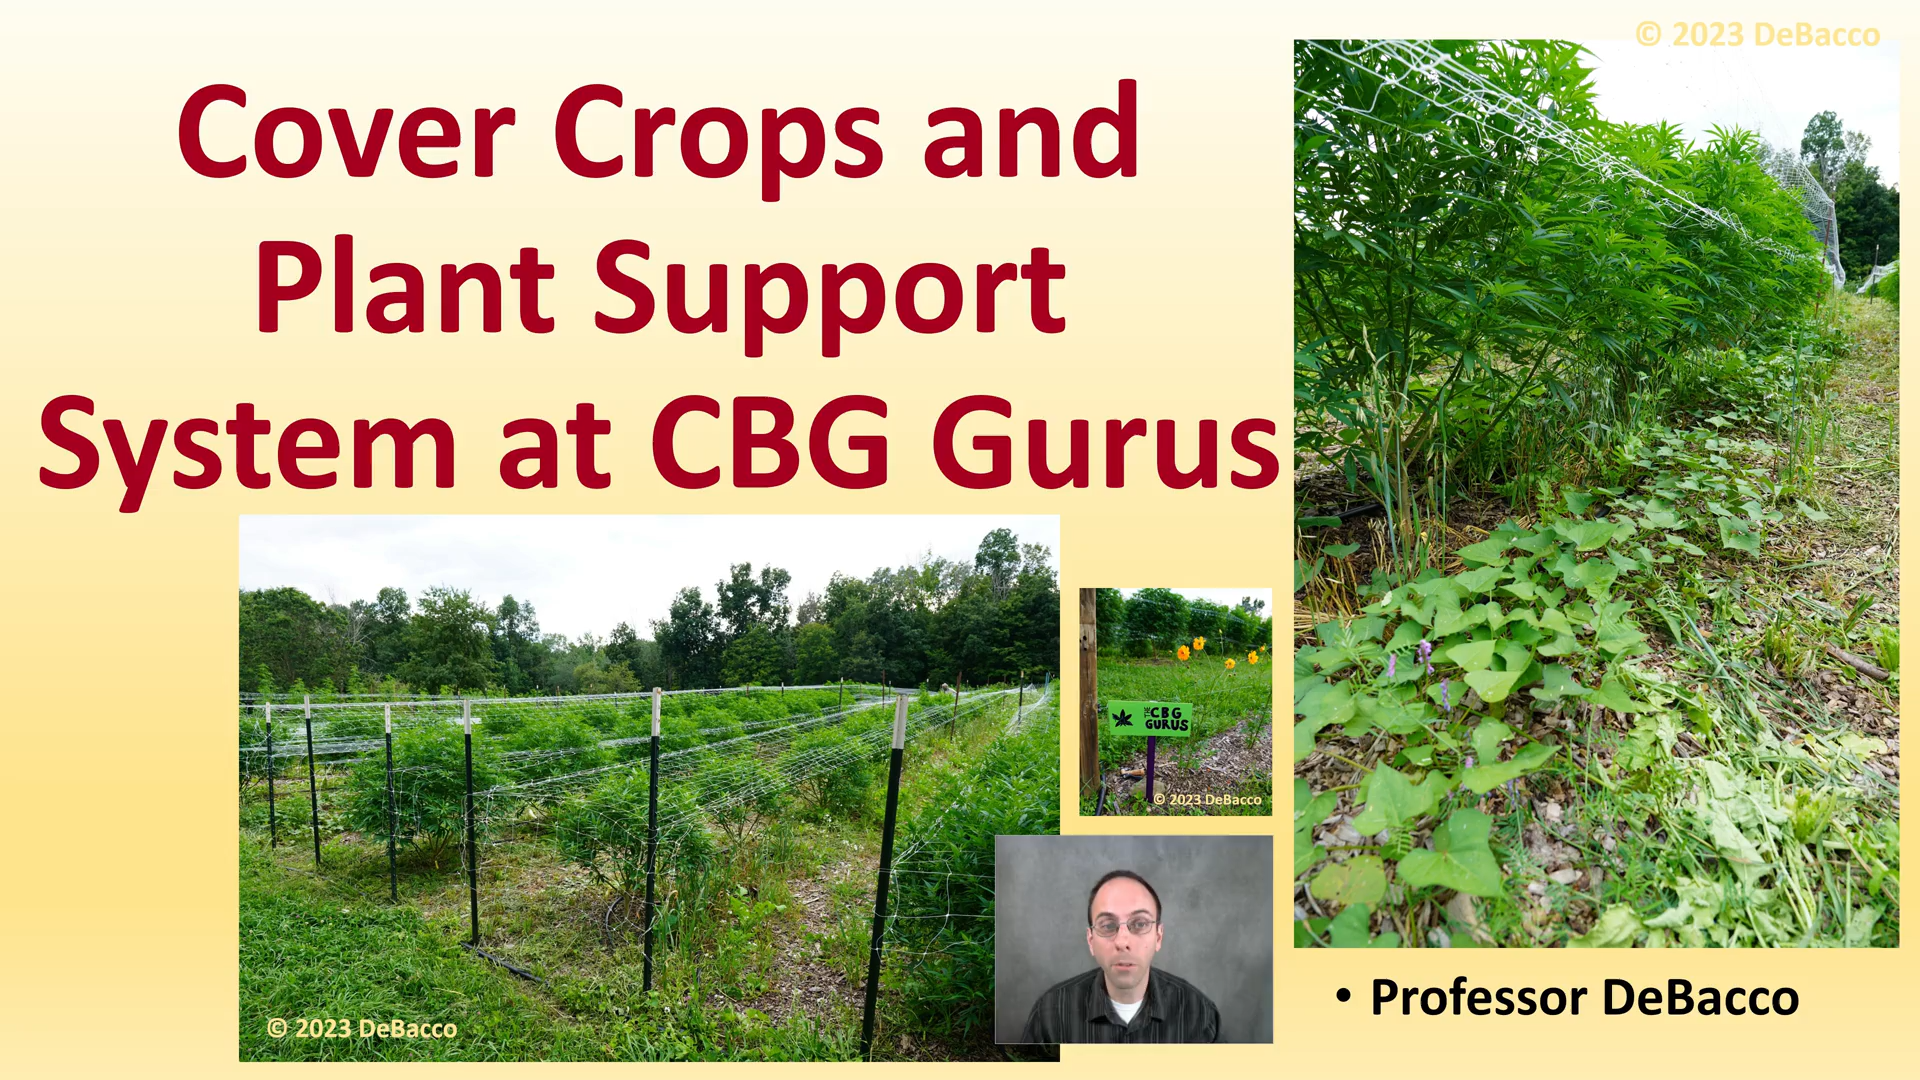 © 2023 DeBacco
Cover Crops and
Plant Support
System at CBG Gurus
THE CBG
GURUS
© 2023 DeBacco
© 2023 DeBacco
• Professor DeBacco